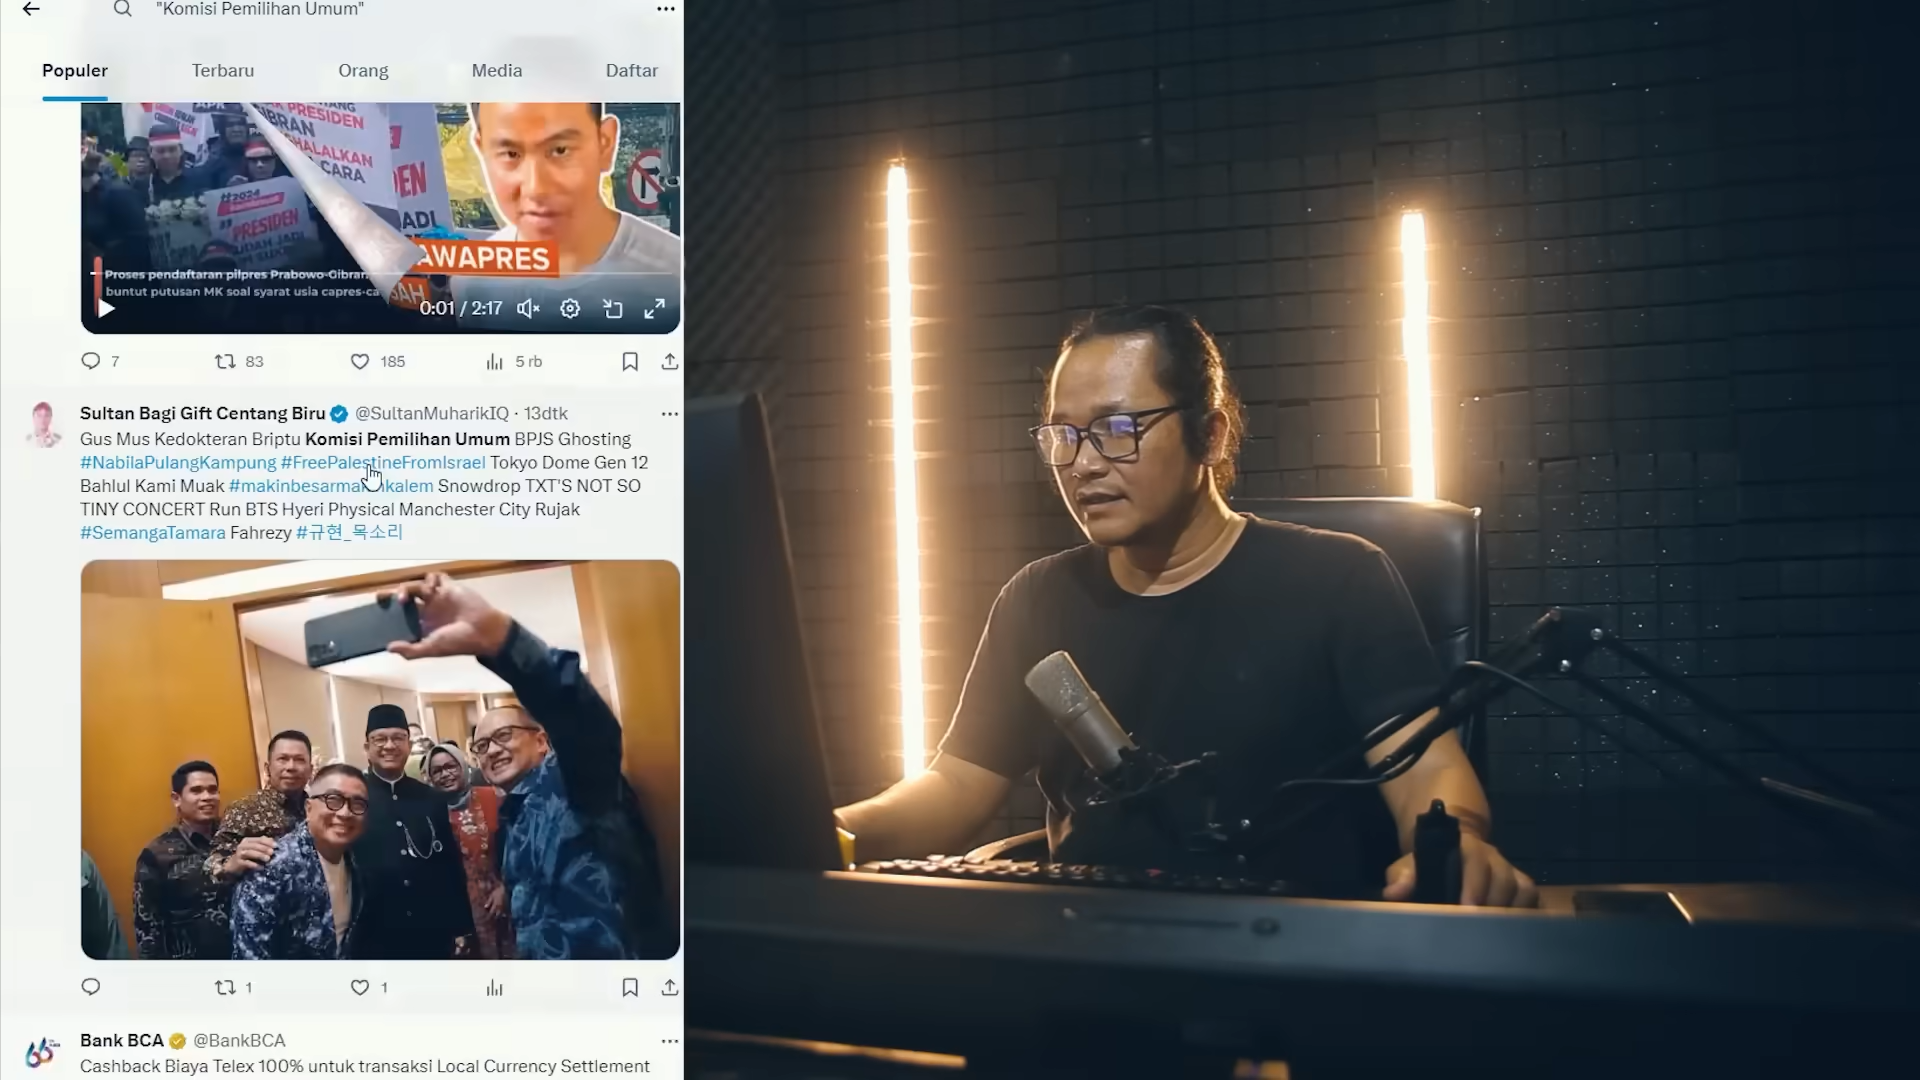 "Komisi Pemilihan Umum"
Populer Terbaru Orang Media Daftar
PRESIDEN
HALALKAN
CARA
PRESIDEN
AWAPRES
Proses pendaftaran pilpres Prabowo-Gibran
buntut putusan MK soal syarat usia capres-ca
SAH
0:01 / 2:17
7 83 185 5 rb
Sultan Bagi Gift Centang Biru @SultanMuharikIQ · 13dtk
Gus Mus Kedokteran Briptu Komisi Pemilihan Umum BPJS Ghosting
#NabilaPulangKampung #FreePalestineFromIsrael Tokyo Dome Gen 12
Bahlul Kami Muak Snowdrop TXT'S NOT SO
TINY CONCERT Run BTS Hyeri Physical Manchester City Rujak
#SemangaTamara Fahrezy #규현_목소리
1 1
Bank BCA @BankBCA
Cashback Biaya Telex 100% untuk transaksi Local Currency Settlement